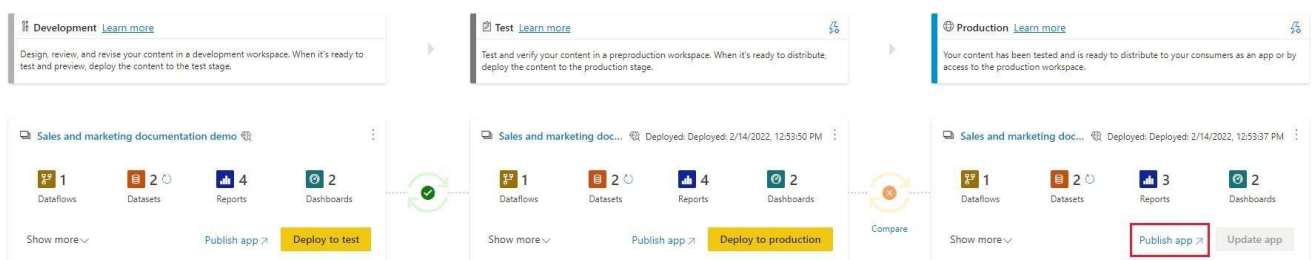 Development Learn more
Design, review, and revise your content in a development workspace. When it's ready to
test and preview, deploy the content to the test stage.
Test Learn more
Test and verify your content in a preproduction workspace. When it's ready to distribute,
deploy the content to the production stage.
Production Learn more
Your content has been tested and is ready to distribute to your consumers as an app or by
access to the production workspace.
Sales and marketing documentation demo
1
Dataflows
2
Datasets
4
Reports
2
Dashboards
Show more
Publish app
Deploy to test
Sales and marketing doc... Deployed: Deployed: 2/14/2022, 12:53:50 PM
1
Dataflows
2
Datasets
4
Reports
2
Dashboards
Show more
Publish app
Deploy to production
Compare
Sales and marketing doc... Deployed: Deployed: 2/14/2022, 12:53:37 PM
1
Dataflows
2
Datasets
3
Reports
2
Dashboards
Show more
Publish app
Update app